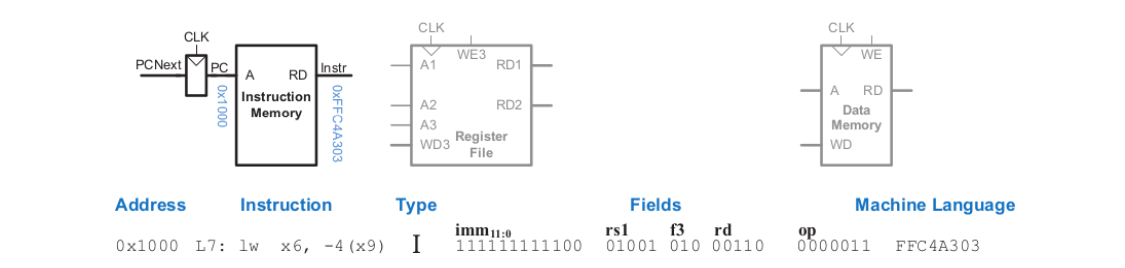 CLK
CLK
CLK
PCNext
PC
A
RD
Instr
Instruction
Memory
0x1000
0xFFC4A303
WE3
A1
RD1
A2
RD2
A3
WD3
Register
File
WE
A
RD
Data
Memory
WD
Address Instruction Type Fields Machine Language
imm11:0 rs1 f3 rd op
0x1000 L7: lw x6, -4(x9) I 111111111100 01001 010 00110 0000011 FFC4A303